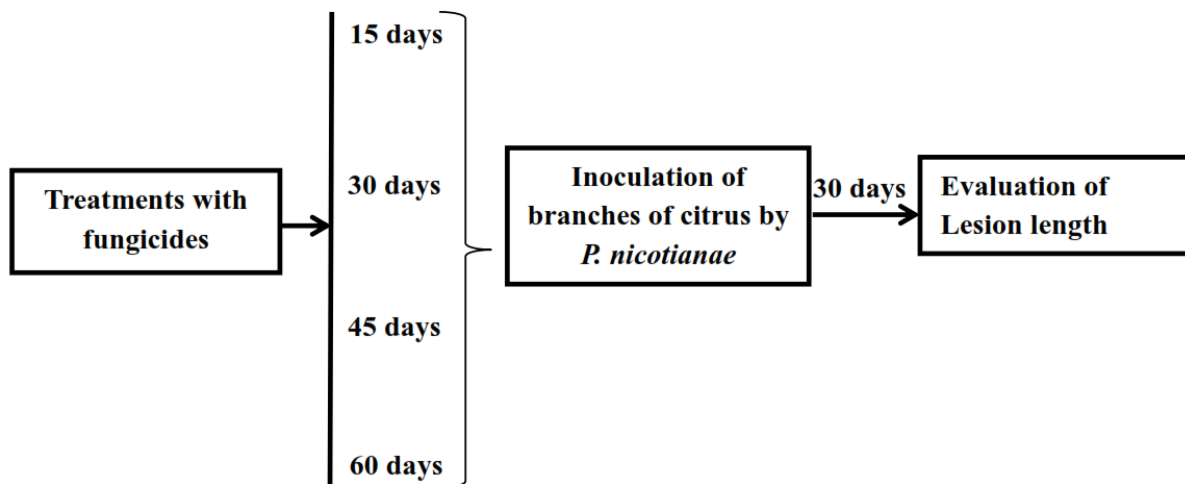 Treatments with
fungicides
15 days
30 days
45 days
60 days
Inoculation of
branches of citrus by
P. nicotianae
30 days
Evaluation of
Lesion length